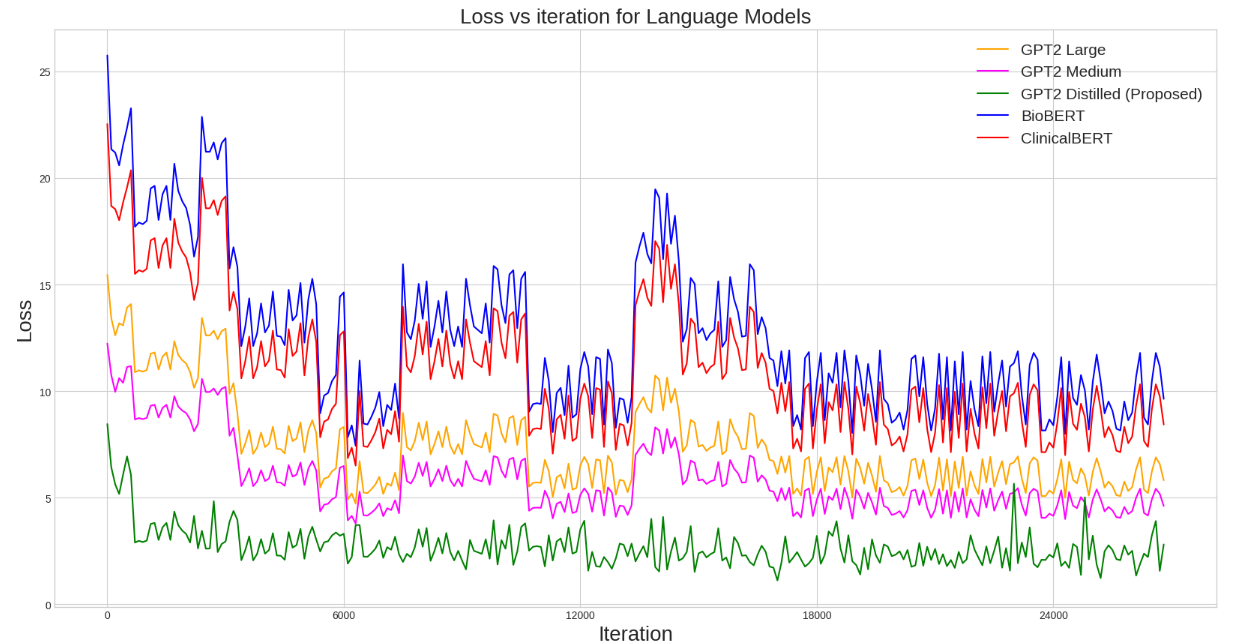 Loss vs iteration for Language Models
GPT2 Large
GPT2 Medium
GPT2 Distilled (Proposed)
BioBERT
ClinicalBERT
25
20
15
10
5
0
Loss
0 6000 12000 18000 24000
Iteration